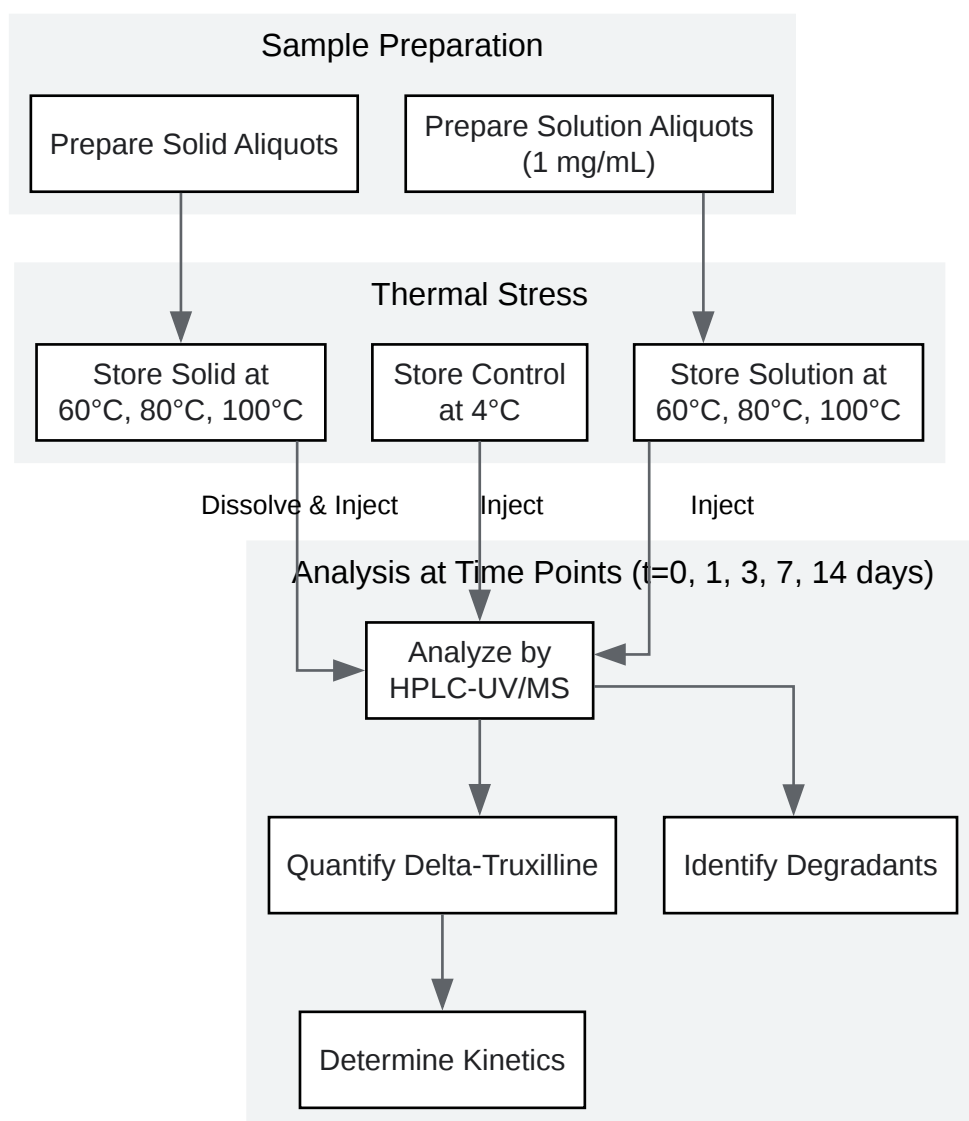 Sample Preparation
Prepare Solid Aliquots
Prepare Solution Aliquots
(1 mg/mL)
Thermal Stress
Store Solid at
60°C, 80°C, 100°C
Store Control
at 4°C
Store Solution at
60°C, 80°C, 100°C
Dissolve & Inject
Inject
Inject
Analysis at Time Points (t=0, 1, 3, 7, 14 days)
Analyze by
HPLC-UV/MS
Quantify Delta-Truxilline
Identify Degradants
Determine Kinetics